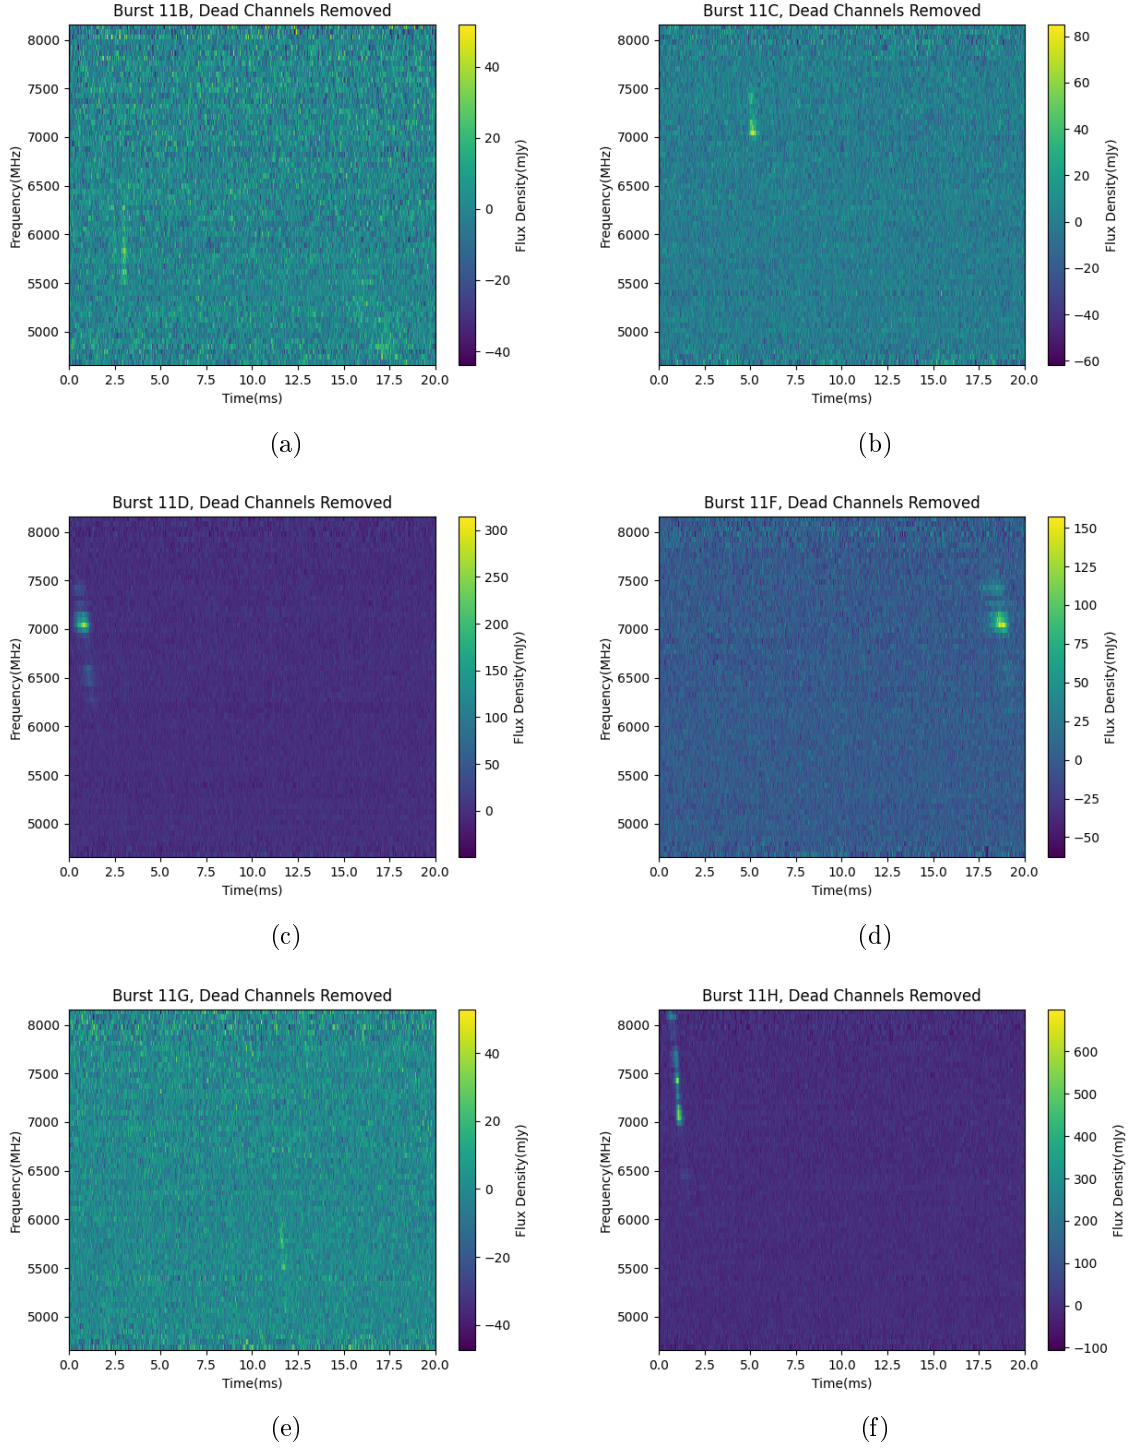 Burst 11B, Dead Channels Removed
8000
7500
7000
6500
6000
5500
5000
Frequency(MHz)
0.0 2.5 5.0 7.5 10.0 12.5 15.0 17.5 20.0
Time(ms)
40
20
0
−20
−40
Flux Density(mJy)
(a)
Burst 11C, Dead Channels Removed
8000
7500
7000
6500
6000
5500
5000
Frequency(MHz)
0.0 2.5 5.0 7.5 10.0 12.5 15.0 17.5 20.0
Time(ms)
80
60
40
20
0
−20
−40
−60
Flux Density(mJy)
(b)
Burst 11D, Dead Channels Removed
8000
7500
7000
6500
6000
5500
5000
Frequency(MHz)
0.0 2.5 5.0 7.5 10.0 12.5 15.0 17.5 20.0
Time(ms)
300
250
200
150
100
50
0
Flux Density(mJy)
(c)
Burst 11F, Dead Channels Removed
8000
7500
7000
6500
6000
5500
5000
Frequency(MHz)
0.0 2.5 5.0 7.5 10.0 12.5 15.0 17.5 20.0
Time(ms)
150
125
100
75
50
25
0
−25
−50
Flux Density(mJy)
(d)
Burst 11G, Dead Channels Removed
8000
7500
7000
6500
6000
5500
5000
Frequency(MHz)
0.0 2.5 5.0 7.5 10.0 12.5 15.0 17.5 20.0
Time(ms)
40
20
0
−20
−40
Flux Density(mJy)
(e)
Burst 11H, Dead Channels Removed
8000
7500
7000
6500
6000
5500
5000
Frequency(MHz)
0.0 2.5 5.0 7.5 10.0 12.5 15.0 17.5 20.0
Time(ms)
600
500
400
300
200
100
0
−100
Flux Density(mJy)
(f)